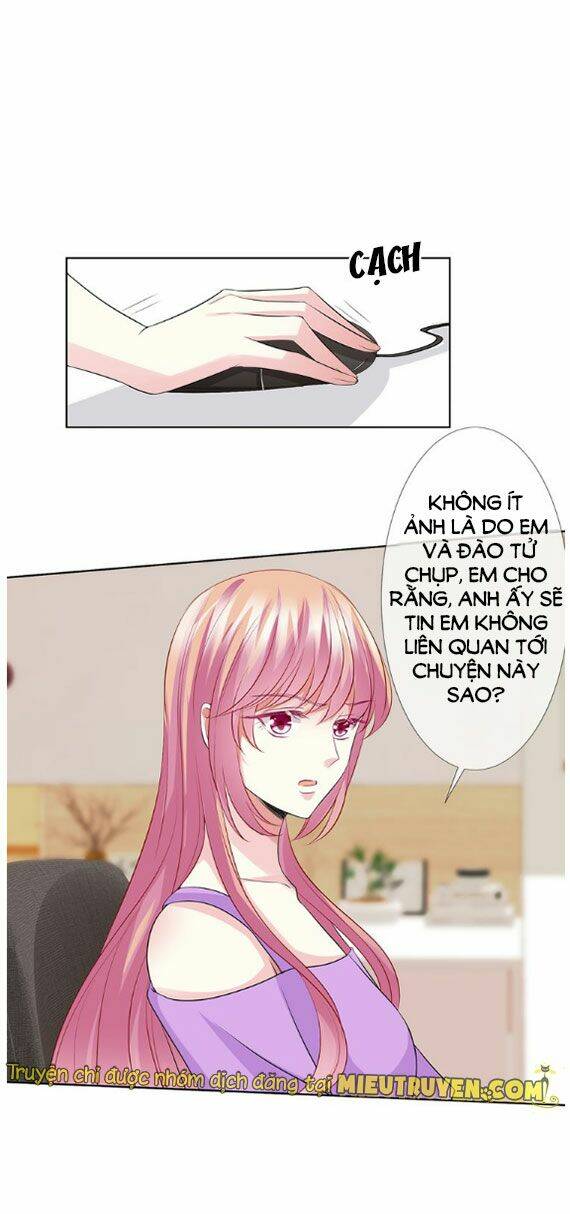 CẠCH
KHÔNG ÍT
ẢNH LÀ DO EM
VÀ ĐÀO TỬ
CHỤP, EM CHO
RẰNG, ANH ẤY SẼ
TIN EM KHÔNG
LIÊN QUAN TỚI
CHUYỆN NÀY
SAO?
Truyện chỉ được nhóm dịch đăng tại MIEUTRUYEN.COM